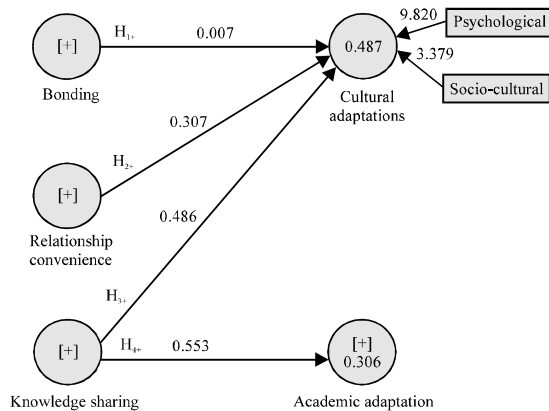 [+]
H1+
0.007
0.487
9.820
Psychological
3.379
Socio-cultural
Bonding
Cultural
adaptations
0.307
H2+
[+]
Relationship
convenience
0.486
H3+
[+]
H4+
0.553
[+]
0.306
Knowledge sharing
Academic adaptation